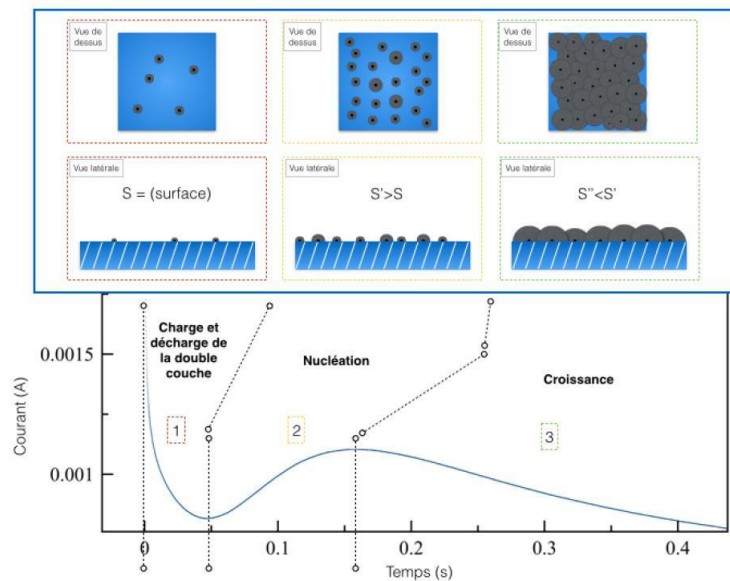 Vue de
dessus
Vue de
dessus
Vue de
dessus
Vue latérale
Vue latérale
Vue latérale
S = (surface)
S'>S
S''<S'
Charge et
décharge de
la double
couche
Nucléation
Croissance
1
2
3
Courant (A)
0.0015
0.001
0
0.1
0.2
0.3
0.4
Temps (s)